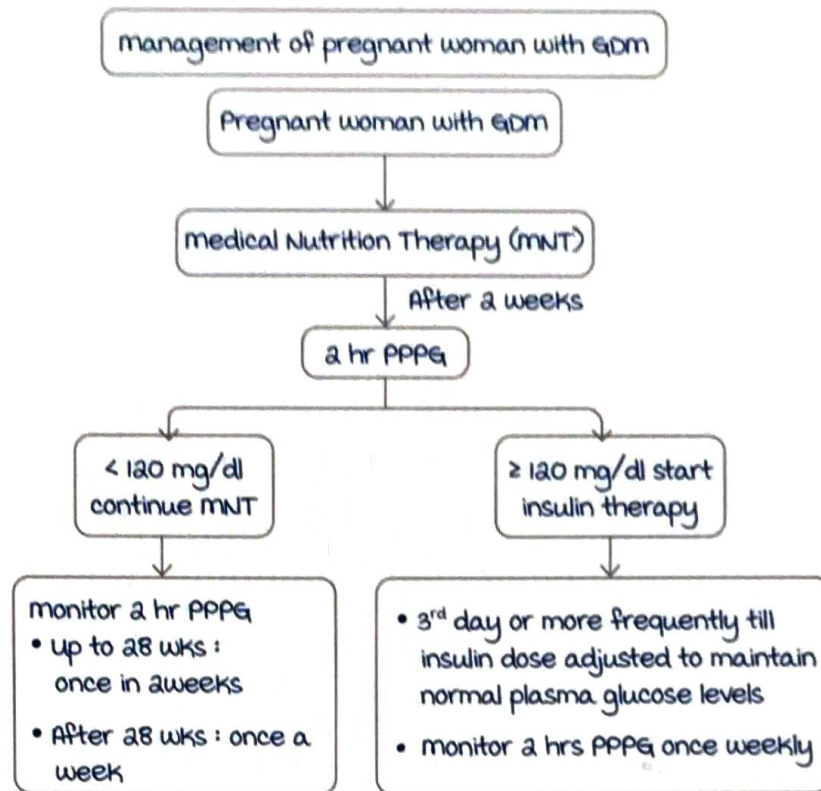 management of pregnant woman with GDM
Pregnant woman with GDM
medical Nutrition Therapy (MNT)
After 2 weeks
2 hr PPPG
< 120 mg/dl
continue MNT
≥ 120 mg/dl start
insulin therapy
monitor 2 hr PPPG
• up to 28 wks :
once in 2weeks
• After 28 wks : once a
week
• 3rd day or more frequently till
insulin dose adjusted to maintain
normal plasma glucose levels
• monitor 2 hrs PPPG once weekly